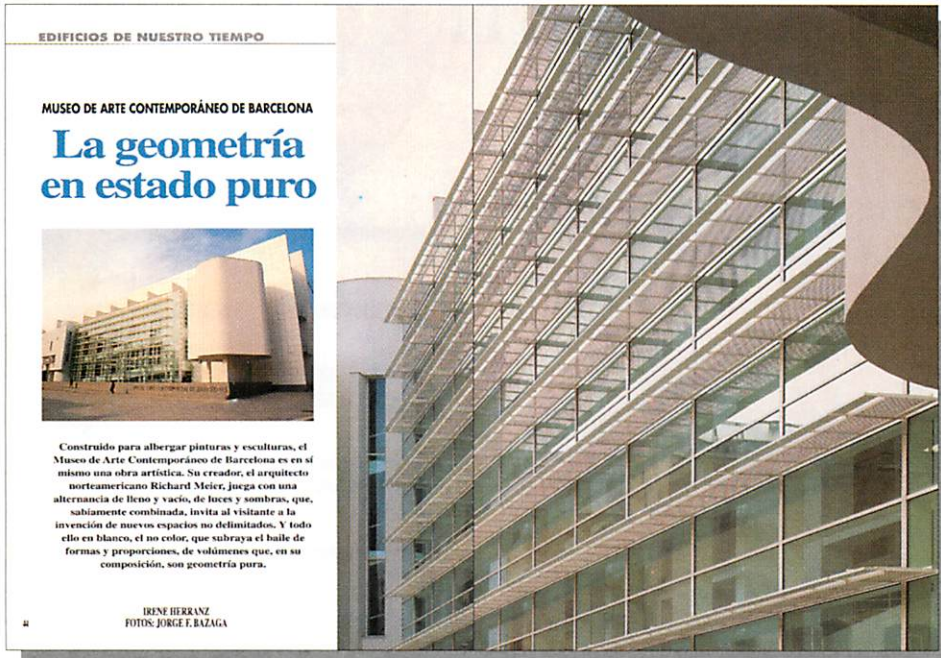 EDIFICIOS DE NUESTRO TIEMPO
MUSEO DE ARTE CONTEMPORÁNEO DE BARCELONA
La geometría
en estado puro
Construido para albergar pinturas y esculturas, el
Museo de Arte Contemporáneo de Barcelona es en sí
mismo una obra artística. Su creador, el arquitecto
norteamericano Richard Meier, juega con una
alternancia de lleno y vacío, de luces y sombras, que,
sabiamente combinada, invita al visitante a la
invención de nuevos espacios no delimitados. Y todo
ello en blanco, el no color, que subraya el baile de
formas y proporciones, de volúmenes que, en su
composición, son geometría pura.
IRENE HERRANZ
FOTOS: JORGE F. BAZAGA